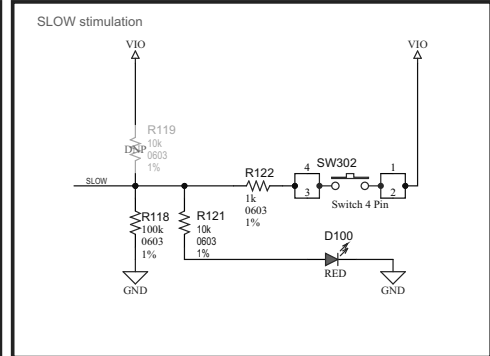 SLOW stimulation
VIO
VIO
R119
10k
DNP
0603
1%
SLOW
R122
1k
0603
1%
4
3
SW302
1
2
Switch 4 Pin
R118
100k
0603
1%
R121
10k
0603
1%
D100
RED
GND
GND